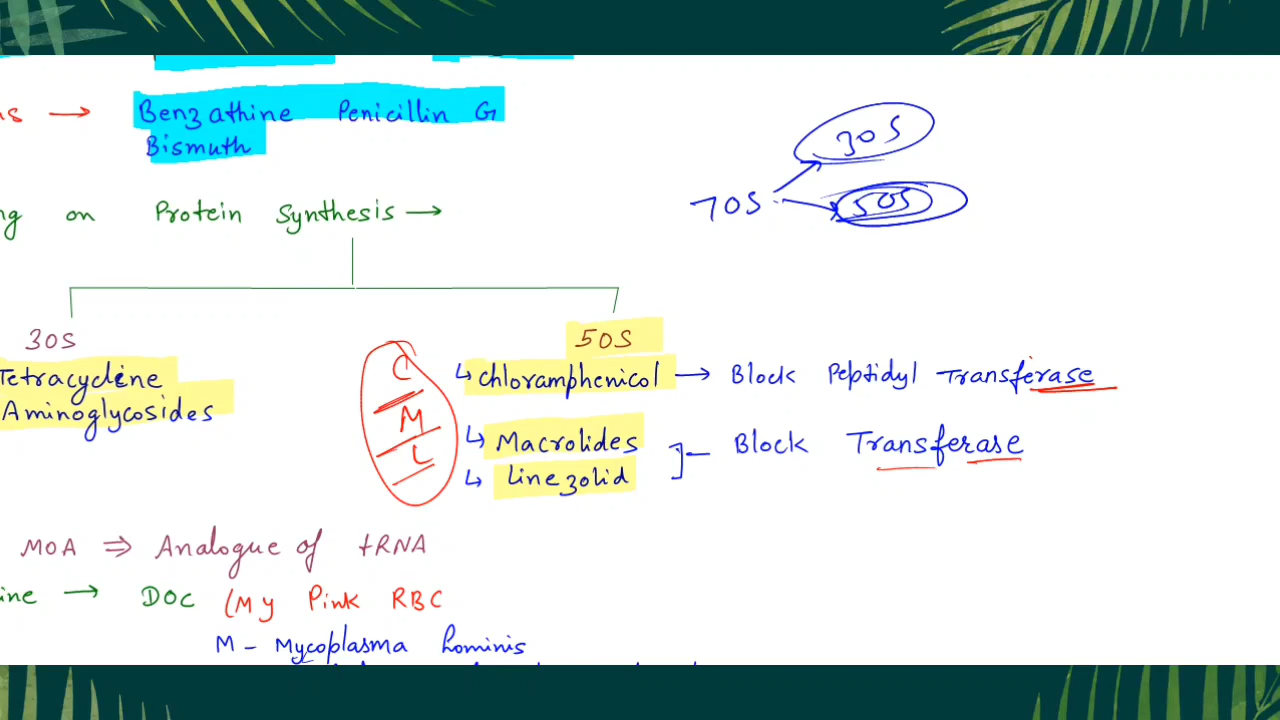 ns → Benzathine Penicillin G
Bismuth
70S
30S
50S
ng on Protein Synthesis →
30S
Tetracycline
Aminoglycosides
C
M
L
50S
↳ chloramphenicol → Block Peptidyl Transferase
↳ Macrolides ]- Block Transferase
↳ linezolid
MOA ⇒ Analogue of tRNA
ine → DOC (My Pink RBC
M - Mycoplasma hominis